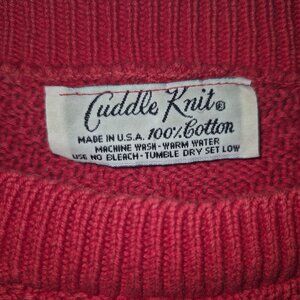 Cuddle Knit®
MADE IN U.S.A. 100% Cotton
MACHINE WASH - WARM WATER
USE NO BLEACH - TUMBLE DRY SET LOW